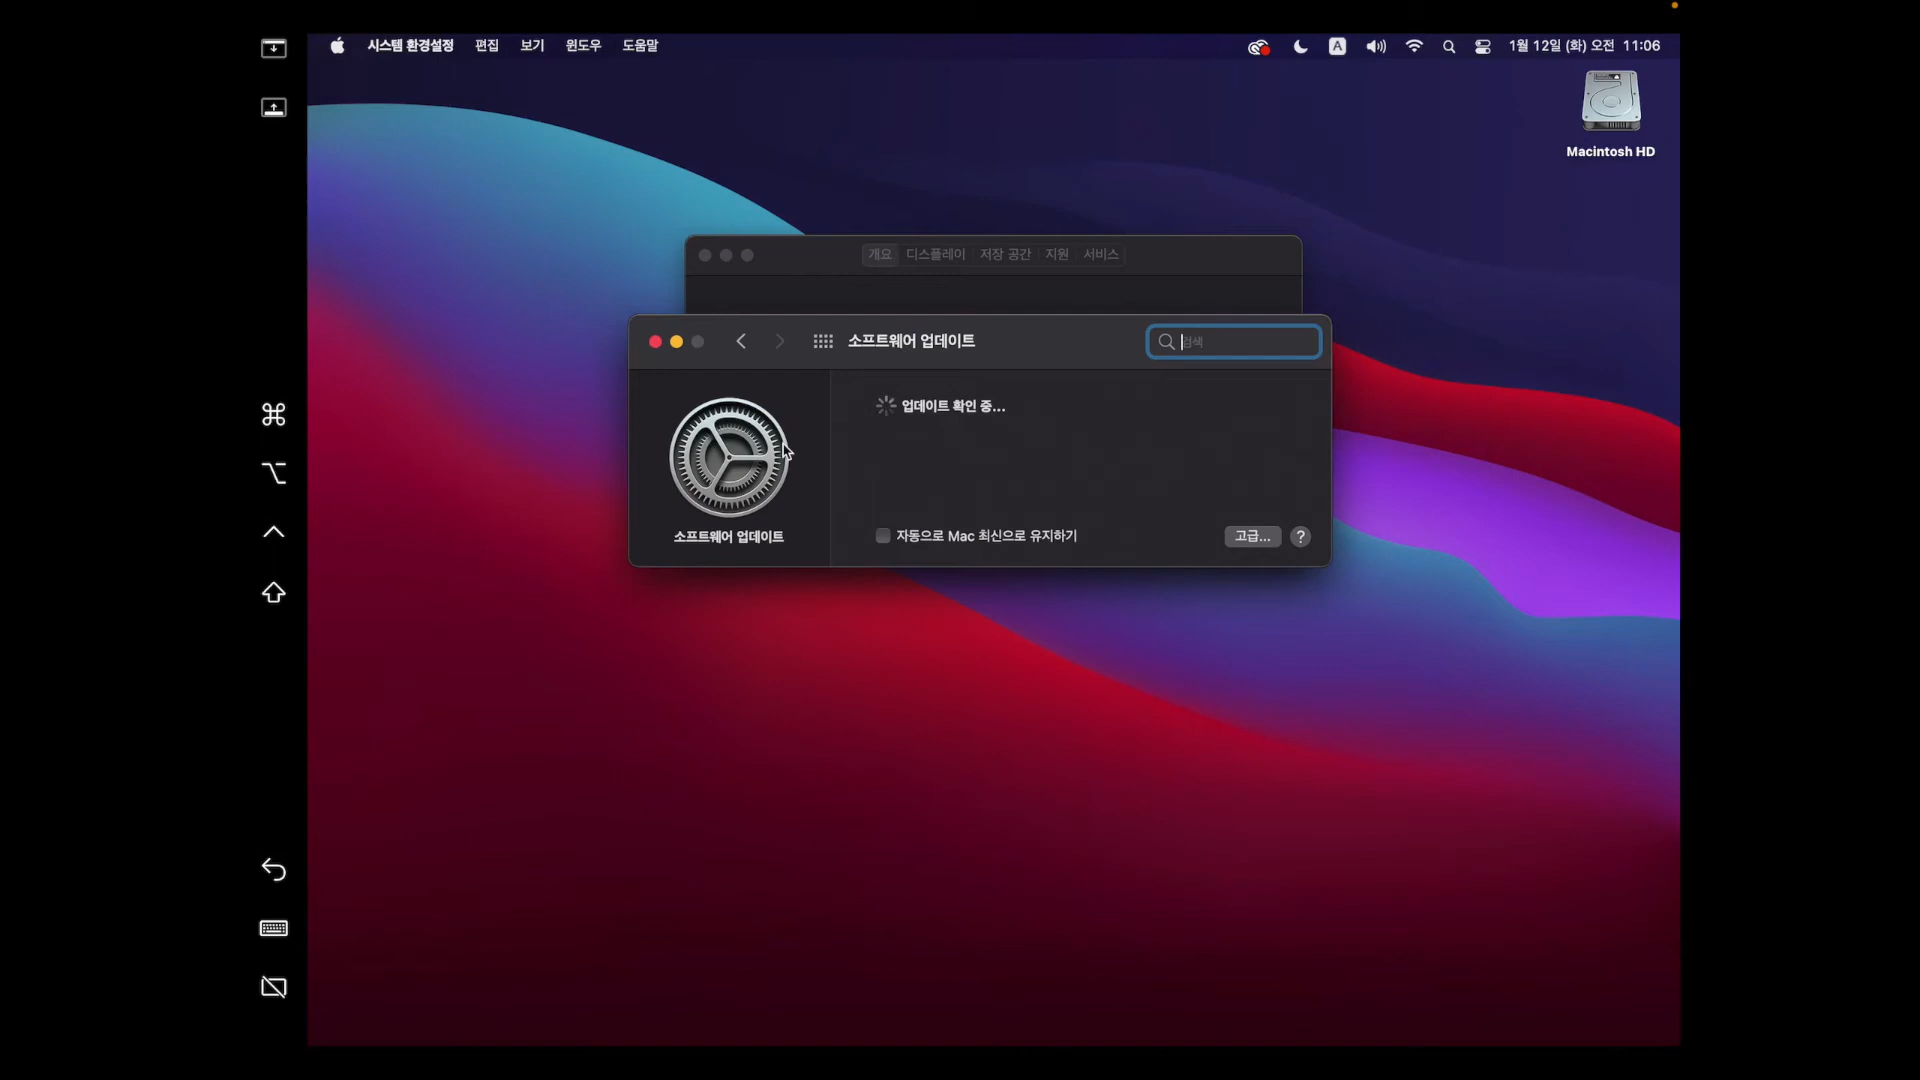 시스템 환경설정 편집 보기 윈도우 도움말 A 1월 12일 (화) 오전 11:06
Macintosh HD
개요 디스플레이 저장 공간 지원 서비스
소프트웨어 업데이트 검색
업데이트 확인 중...
소프트웨어 업데이트
자동으로 Mac 최신으로 유지하기 고급... ?